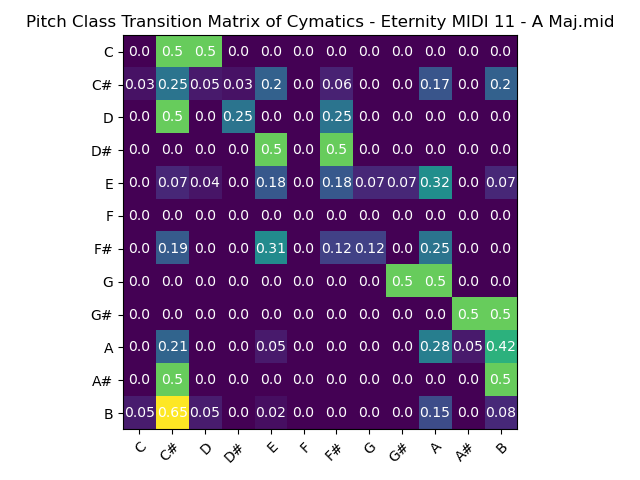 Pitch Class Transition Matrix of Cymatics - Eternity MIDI 11 - A Maj.mid
C 0.0 0.5 0.5 0.0 0.0 0.0 0.0 0.0 0.0 0.0 0.0 0.0
C# 0.03 0.25 0.05 0.03 0.2 0.0 0.06 0.0 0.0 0.17 0.0 0.2
D 0.0 0.5 0.0 0.25 0.0 0.0 0.25 0.0 0.0 0.0 0.0 0.0
D# 0.0 0.0 0.0 0.0 0.5 0.0 0.5 0.0 0.0 0.0 0.0 0.0
E 0.0 0.07 0.04 0.0 0.18 0.0 0.18 0.07 0.07 0.32 0.0 0.07
F 0.0 0.0 0.0 0.0 0.0 0.0 0.0 0.0 0.0 0.0 0.0 0.0
F# 0.0 0.19 0.0 0.0 0.31 0.0 0.12 0.12 0.0 0.25 0.0 0.0
G 0.0 0.0 0.0 0.0 0.0 0.0 0.0 0.0 0.5 0.5 0.0 0.0
G# 0.0 0.0 0.0 0.0 0.0 0.0 0.0 0.0 0.0 0.0 0.5 0.5
A 0.0 0.21 0.0 0.0 0.05 0.0 0.0 0.0 0.0 0.28 0.05 0.42
A# 0.0 0.5 0.0 0.0 0.0 0.0 0.0 0.0 0.0 0.0 0.0 0.5
B 0.05 0.65 0.05 0.0 0.02 0.0 0.0 0.0 0.0 0.15 0.0 0.08
C C# D D# E F F# G G# A A# B